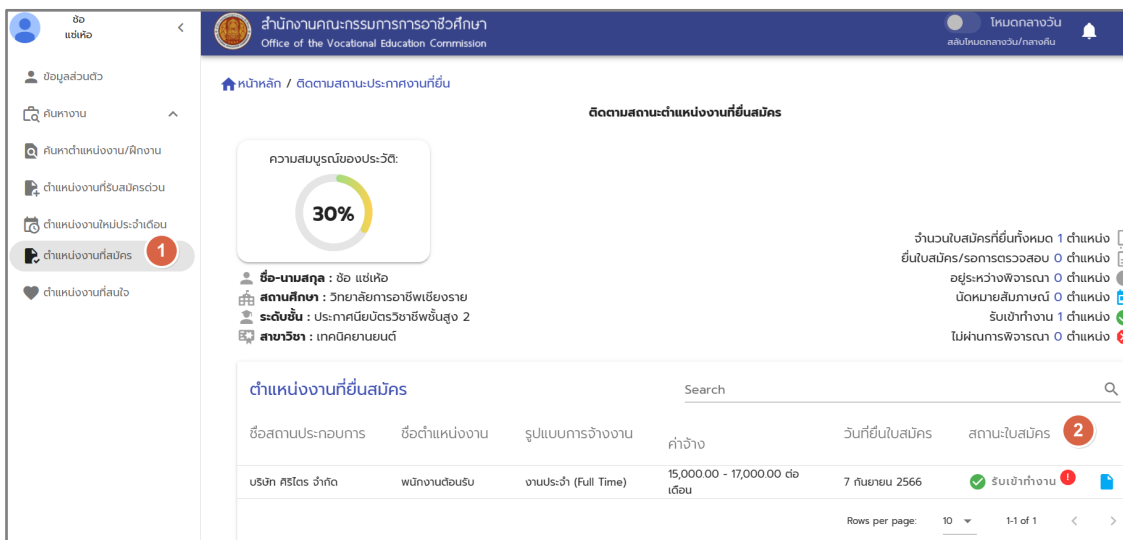 ช้อ
แซ่เห้อ
สำนักงานคณะกรรมการการอาชีวศึกษา
Office of the Vocational Education Commission
โหมดกลางวัน
สลับโหมดกลางวัน/กลางคืน
ข้อมูลส่วนตัว
ค้นหางาน
ค้นหาตำแหน่งงาน/ฝึกงาน
ตำแหน่งงานที่รับสมัครด่วน
ตำแหน่งงานใหม่ประจำเดือน
ตำแหน่งงานที่สมัคร 1
ตำแหน่งงานที่สนใจ
หน้าหลัก / ติดตามสถานะประกาศงานที่ยื่น
ติดตามสถานะตำแหน่งงานที่ยื่นสมัคร
ความสมบูรณ์ของประวัติ:
30%
ชื่อ-นามสกุล : ช้อ แซ่เห้อ
สถานศึกษา : วิทยาลัยการอาชีพเชียงราย
ระดับชั้น : ประกาศนียบัตรวิชาชีพชั้นสูง 2
สาขาวิชา : เทคนิคยานยนต์
จำนวนใบสมัครที่ยื่นทั้งหมด 1 ตำแหน่ง
ยื่นใบสมัคร/รอการตรวจสอบ 0 ตำแหน่ง
อยู่ระหว่างพิจารณา 0 ตำแหน่ง
นัดหมายสัมภาษณ์ 0 ตำแหน่ง
รับเข้าทำงาน 1 ตำแหน่ง
ไม่ผ่านการพิจารณา 0 ตำแหน่ง
ตำแหน่งงานที่ยื่นสมัคร Search
ชื่อสถานประกอบการ ชื่อตำแหน่งงาน รูปแบบการจ้างงาน ค่าจ้าง วันที่ยื่นใบสมัคร สถานะใบสมัคร 2
บริษัท ศิริไตร จำกัด พนักงานต้อนรับ งานประจำ (Full Time) 15,000.00 - 17,000.00 ต่อ
เดือน 7 กันยายน 2566 รับเข้าทำงาน
Rows per page: 10 1-1 of 1